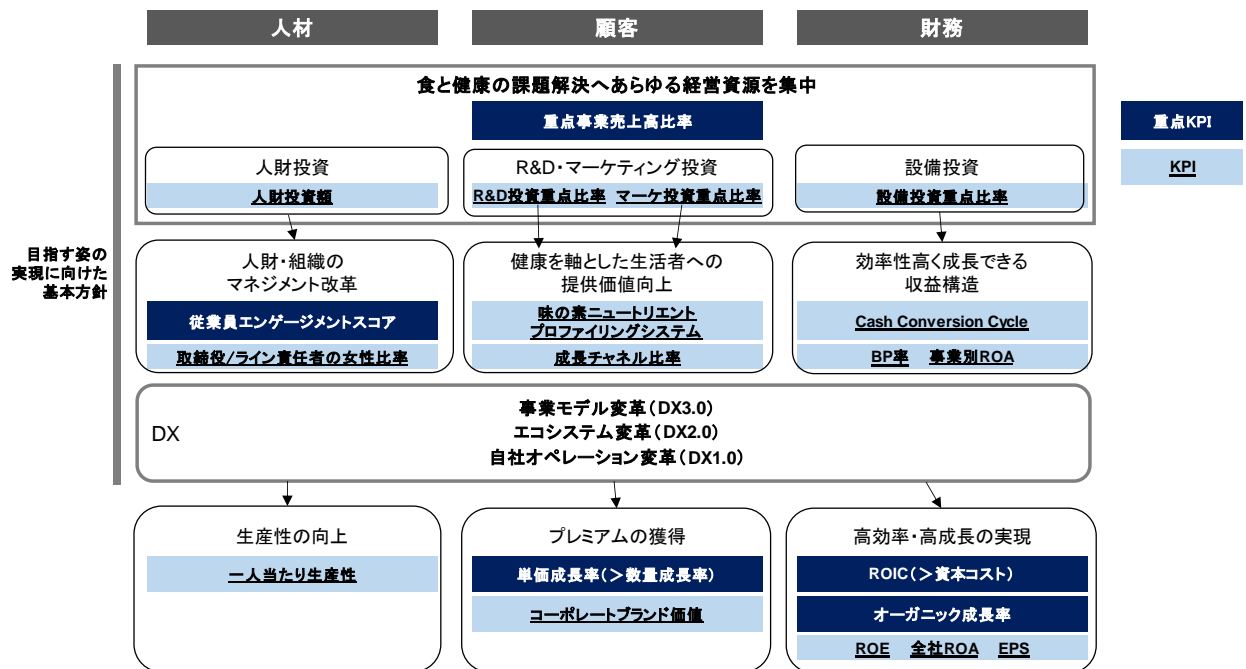 人材
顧客
財務
食と健康の課題解決へあらゆる経営資源を集中
重点事業売上高比率
重点KPI
KPI
人財投資
人財投資額
R&D・マーケティング投資
R&D投資重点比率 マーケ投資重点比率
設備投資
設備投資重点比率
目指す姿の
実現に向けた
基本方針
人財・組織の
マネジメント改革
従業員エンゲージメントスコア
取締役/ライン責任者の女性比率
健康を軸とした生活者への
提供価値向上
味の素ニュートリエント
プロファイリングシステム
成長チャネル比率
効率性高く成長できる
収益構造
Cash Conversion Cycle
BP率 事業別ROA
DX
事業モデル変革(DX3.0)
エコシステム変革(DX2.0)
自社オペレーション変革(DX1.0)
生産性の向上
一人当たり生産性
プレミアムの獲得
単価成長率(>数量成長率)
コーポレートブランド価値
高効率・高成長の実現
ROIC(>資本コスト)
オーガニック成長率
ROE 全社ROA EPS